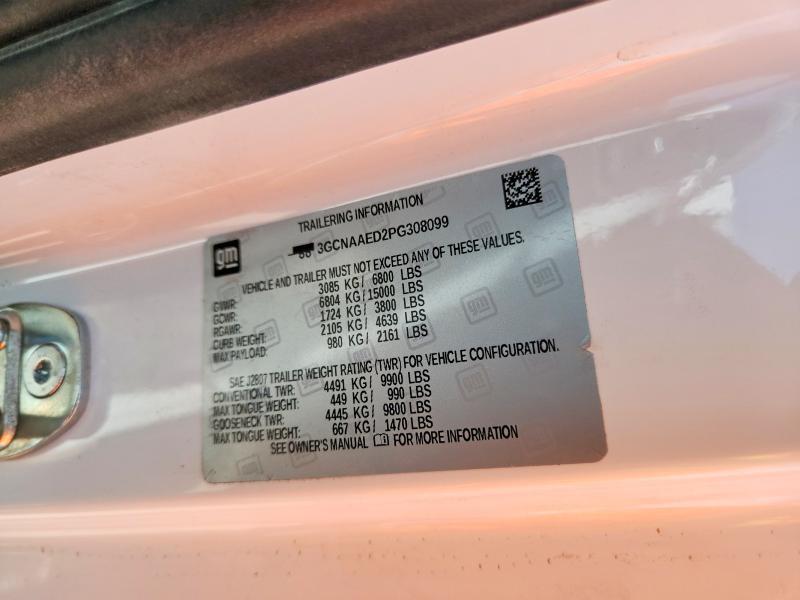 TRAILERING INFORMATION
3GCNAAED2PG308099
gm
VEHICLE AND TRAILER MUST NOT EXCEED ANY OF THESE VALUES.
GVWR: 3085 KG/ 6800 LBS
GCWR: 6804 KG/15000 LBS
RGAWR: 1724 KG/ 3800 LBS
CURB WEIGHT: 2105 KG/ 4639 LBS
MAX PAYLOAD: 980 KG/ 2161 LBS
SAE J2807 TRAILER WEIGHT RATING (TWR) FOR VEHICLE CONFIGURATION.
CONVENTIONAL TWR: 4491 KG/ 9900 LBS
MAX TONGUE WEIGHT: 449 KG/ 990 LBS
GOOSENECK TWR: 4445 KG/ 9800 LBS
MAX TONGUE WEIGHT: 667 KG/ 1470 LBS
SEE OWNER'S MANUAL FOR MORE INFORMATION